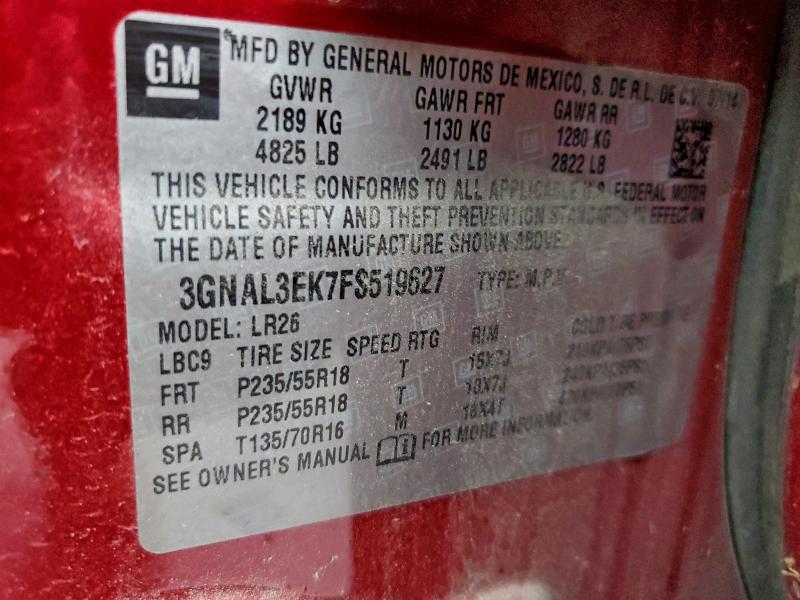 GM
MFD BY GENERAL MOTORS DE MEXICO, S. DE R.L. DE C.V.
GVWR GAWR FRT GAWR RR
2189 KG 1130 KG 1280 KG
4825 LB 2491 LB 2822 LB
THIS VEHICLE CONFORMS TO ALL APPLICABLE U.S. FEDERAL MOTOR
VEHICLE SAFETY AND THEFT PREVENTION STANDARDS IN EFFECT ON
THE DATE OF MANUFACTURE SHOWN ABOVE.
3GNAL3EK7FS519627 TYPE:
MODEL: LR26
LBC9 TIRE SIZE SPEED RTG RIM COLD TIRE
FRT P235/55R18 T
RR P235/55R18 T
SPA T135/70R16 M
SEE OWNER'S MANUAL FOR MORE INFORMATION.